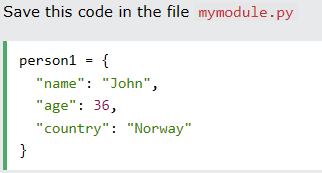 Save this code in the file mymodule.py
person1 = {
  "name": "John",
  "age": 36,
  "country": "Norway"
}